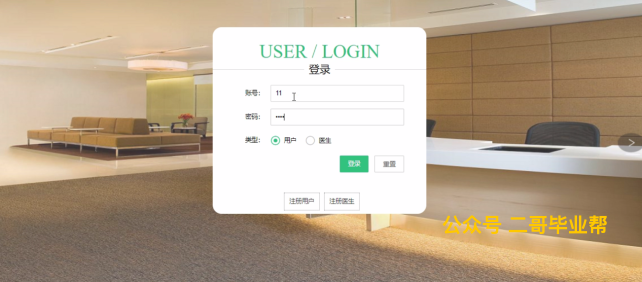 USER / LOGIN
登录
账号: 11
密码: ••••
类型: 用户 医生
登录 重置
注册用户 注册医生
公众号 二哥毕业帮